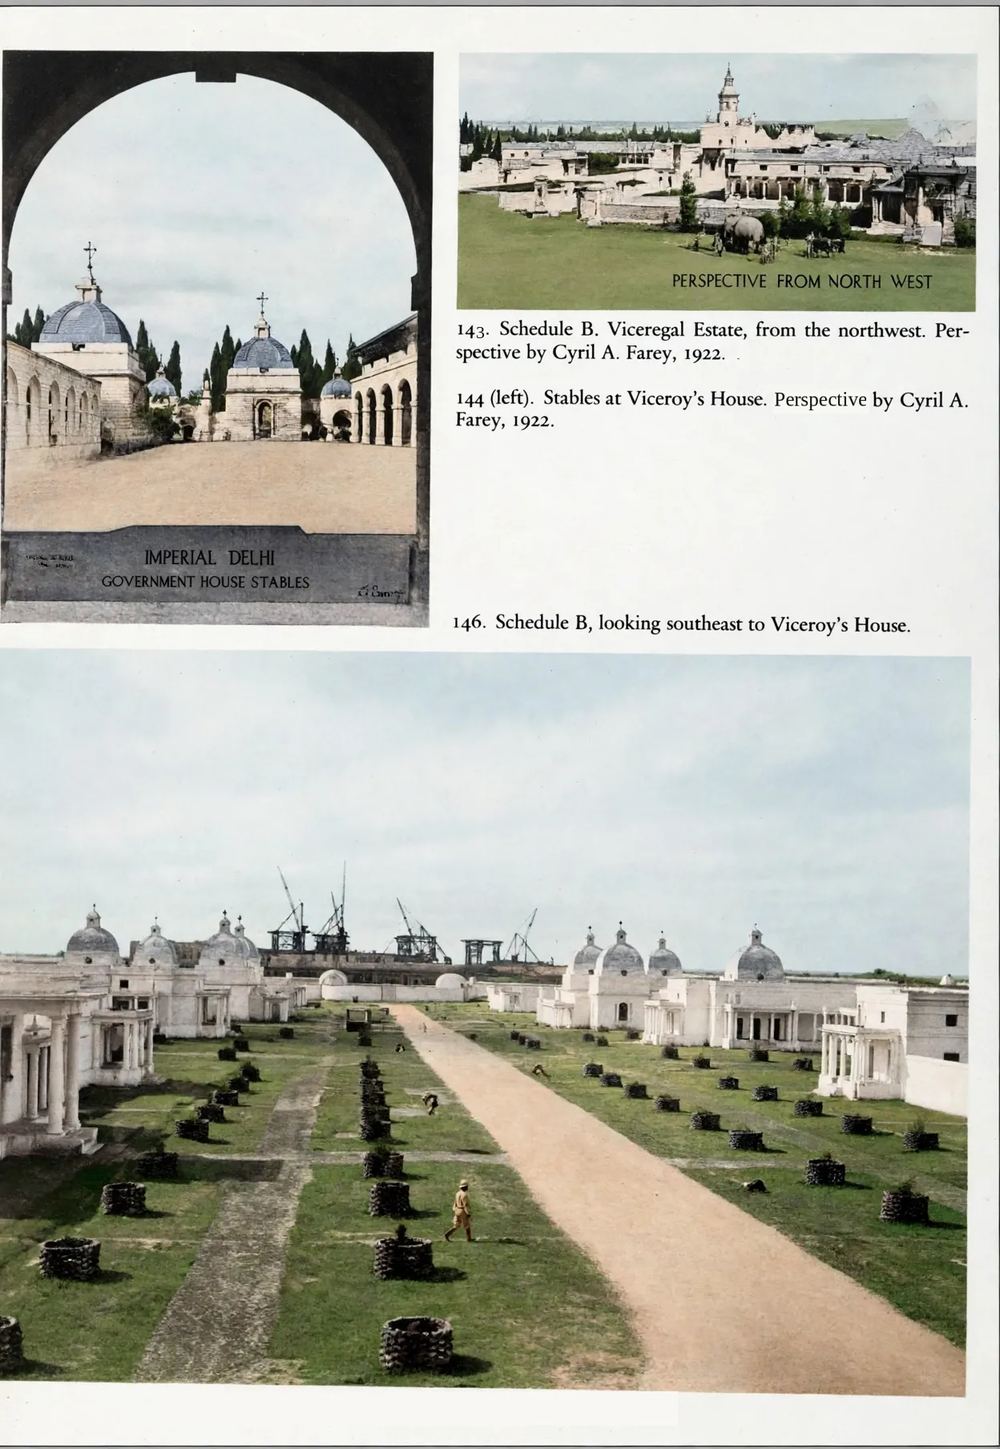 PERSPECTIVE FROM NORTH WEST
143. Schedule B. Viceregal Estate, from the northwest. Per-
spective by Cyril A. Farey, 1922.
144 (left). Stables at Viceroy's House. Perspective by Cyril A.
Farey, 1922.
IMPERIAL DELHI
GOVERNMENT HOUSE STABLES
146. Schedule B, looking southeast to Viceroy's House.